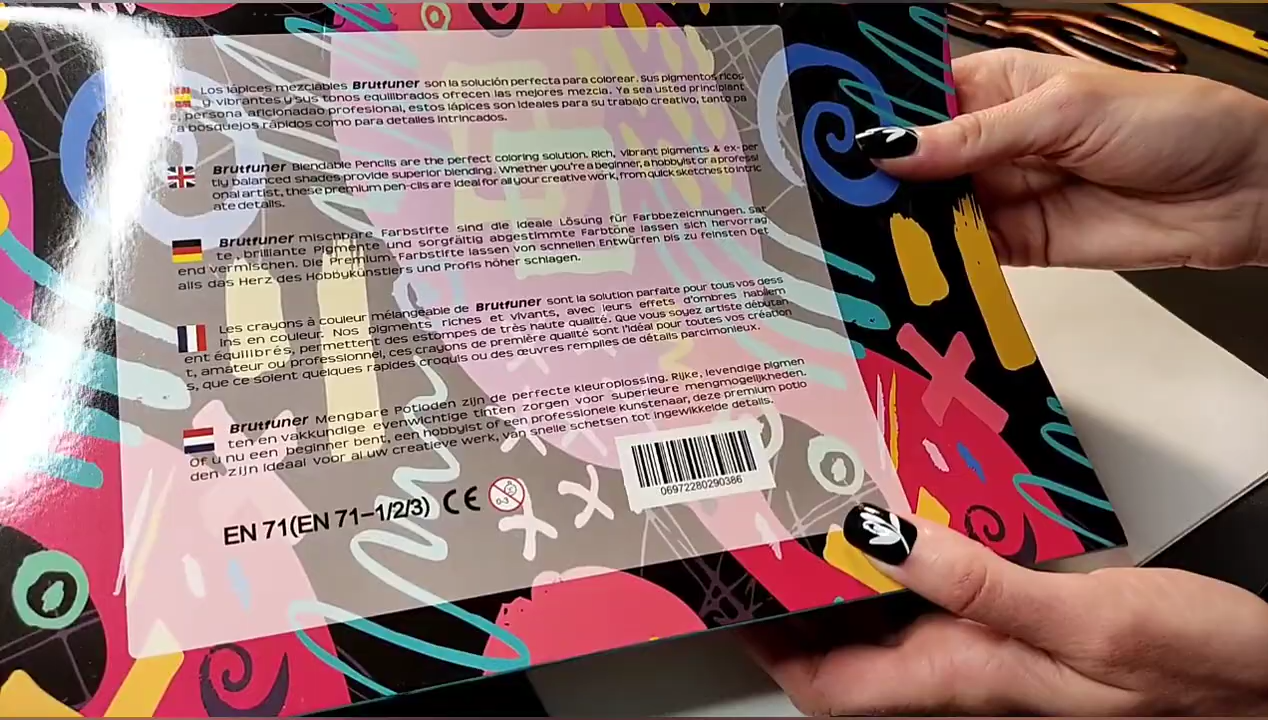 Los lápices mezclables Brutfuner son la solución perfecta para colorear. Sus pigmentos ricos
y vibrantes y sus tonos equilibrados ofrecen las mejores mezcla. Ya sea usted principiant
e, persona aficionadao profesional, estos lápices son ideales para su trabajo creativo, tanto pa
ra bosquejos rápidos como para detalles intrincados.
Brutfuner Blendable Pencils are the perfect coloring solution. Rich, vibrant pigments & ex-per
tly balanced shades provide superior blending. Whether you're a beginner, a hobbyist or a professi
onal artist, these premium pen-cils are ideal for all your creative work, from quick sketches to intric
ate details.
Brutfuner mischbare Farbstifte sind die ideale Lösung für Farbbezeichnungen. Sat
te brilliante Pigmente und sorgfältig abgestimmte Farbtöne lassen sich hervorrag
end vermischen. Die Premium-Farbstifte lassen von schnellen Entwürfen bis zu feinsten Det
ails das Herz des Hobbykünstlers und Profis höher schlagen.
Les crayons à couleur mélangeable de Brutfuner sont la solution parfaite pour tous vos dess
ins en couleur. Nos pigments riches et vivants, avec leurs effets d'ombres habilem
ent équilibrés, permettent des estompes de très haute qualité. Que vous soyez artiste débutan
t, amateur ou professionnel, ces crayons de première qualité sont l'idéal pour toutes vos création
s, que ce soient quelques rapides croquis ou des œuvres remplies de détails parcimonieux.
Brutfuner Mengbare Potloden zijn de perfecte kleuroplossing. Rijke, levendige pigmen
ten en vakkundige evenwichtige tinten zorgen voor superieure mengmogelijkheden.
Of u nu een beginner bent, een hobbyist of een professionele kunstenaar, deze premium potlo
den zijn ideaal voor al uw creatieve werk, van snelle schetsen tot ingewikkelde details.
EN 71(EN 71-1/2/3) CE 0-3
06972280290386